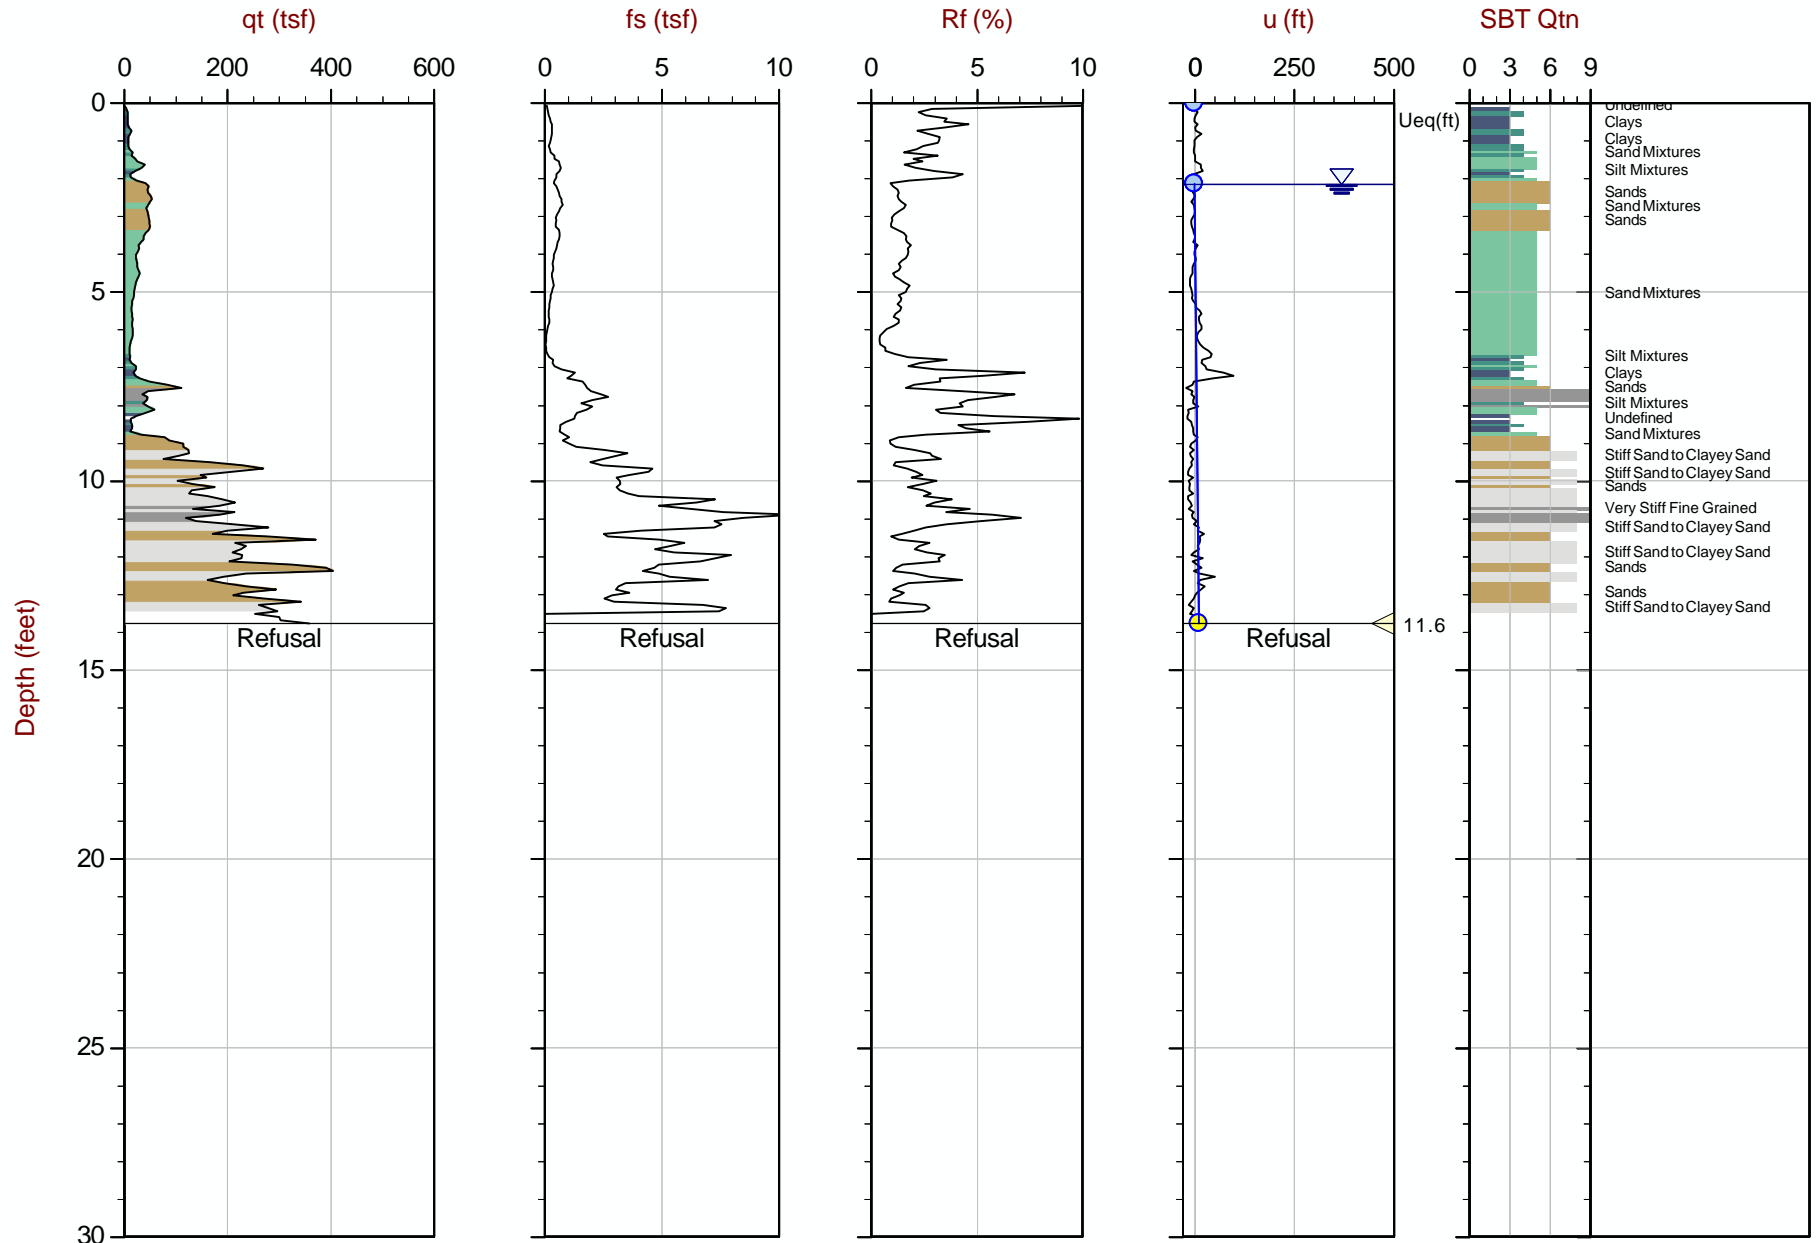 qt (tsf) fs (tsf) Rf (%) u (ft) SBT Qtn
0 200 400 600 0 5 10 0 5 10 0 250 500 0 3 6 9
0
5
10
15
20
25
30
Depth (feet)
Ueq(ft)
Undefined
Clays
Clays
Sand Mixtures
Silt Mixtures
Sands
Sand Mixtures
Sands
Sand Mixtures
Silt Mixtures
Clays
Sands
Silt Mixtures
Undefined
Sand Mixtures
Stiff Sand to Clayey Sand
Stiff Sand to Clayey Sand
Sands
Very Stiff Fine Grained
Stiff Sand to Clayey Sand
Stiff Sand to Clayey Sand
Sands
Sands
Stiff Sand to Clayey Sand
11.6
Refusal Refusal Refusal Refusal